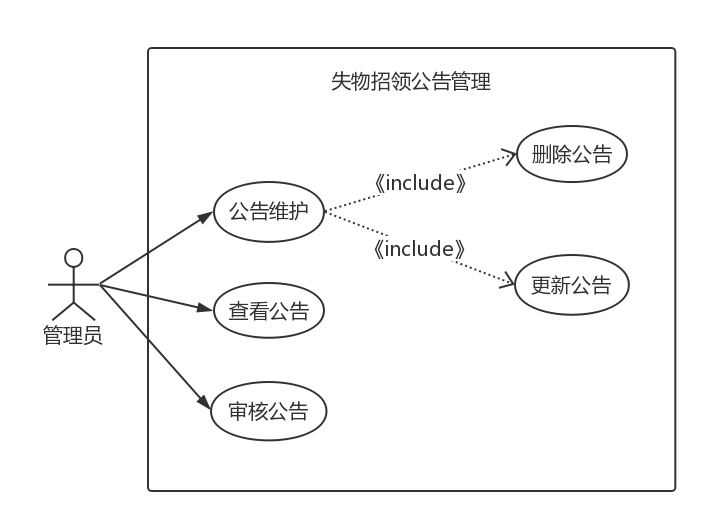 失物招领公告管理
删除公告
《include》
公告维护
《include》
更新公告
查看公告
管理员
审核公告